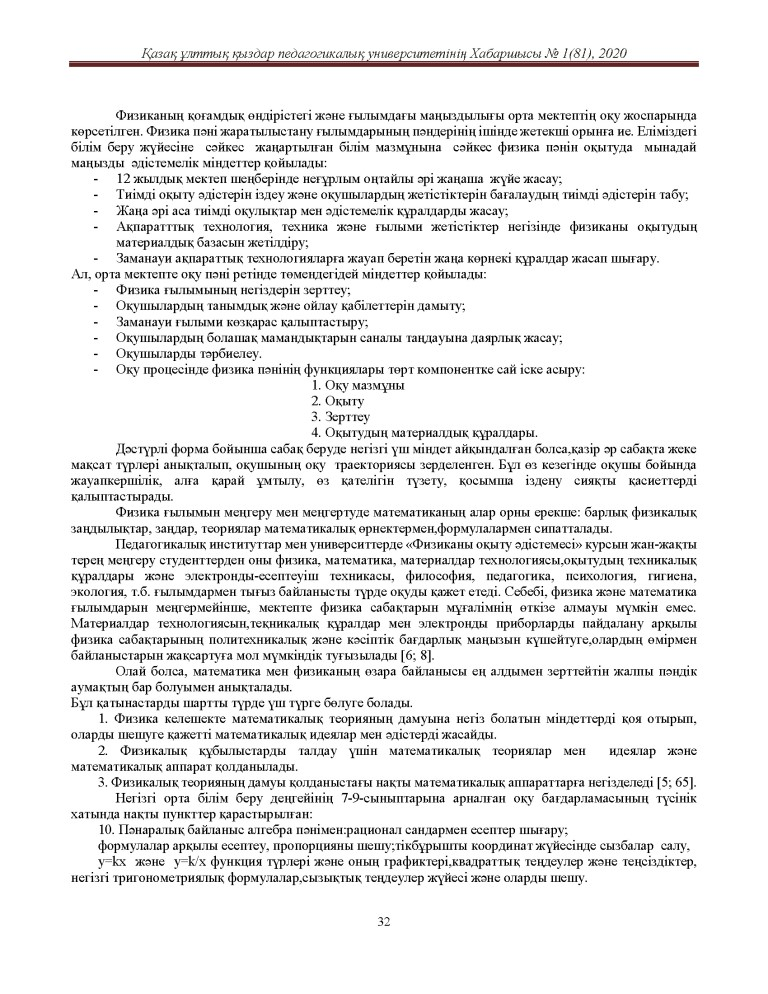 Қазақ ұлттық қыздар педагогикалық университетінің Хабаршысы № 1(81), 2020
Физиканың қоғамдық өндірістегі және ғылымдағы маңыздылығы орта мектептің оқу жоспарында
көрсетілген. Физика пәні жаратылыстану ғылымдарының пәндерінің ішінде жетекші орынға ие. Еліміздегі
білім беру жүйесіне сәйкес жаңартылған білім мазмұнына сәйкес физика пәнін оқытуда мынадай
маңызды әдістемелік міндеттер қойылады:
- 12 жылдық мектеп шеңберінде неғұрлым оңтайлы әрі жаңаша жүйе жасау;
- Тиімді оқыту әдістерін іздеу және оқушылардың жетістіктерін бағалаудың тиімді әдістерін табу;
- Жаңа әрі аса тиімді оқулықтар мен әдістемелік құралдарды жасау;
- Ақпартттық технология, техника және ғылыми жетістіктер негізінде физиканы оқытудың
материалдық базасын жетілдіру;
- Заманауи ақпараттық технологияларға жауап беретін жаңа көрнекі құралдар жасап шығару.
Ал, орта мектепте оқу пәні ретінде төмендегідей міндеттер қойылады:
- Физика ғылымының негіздерін зерттеу;
- Оқушылардың танымдық және ойлау қабілеттерін дамыту;
- Заманауи ғылыми көзқарас қалыптастыру;
- Оқушылардың болашақ мамандықтарын саналы таңдауына даярлық жасау;
- Оқушыларды тәрбиелеу.
- Оқу процесінде физика пәнінің функциялары төрт компонентке сай іске асыру:
1. Оқу мазмұны
2. Оқыту
3. Зерттеу
4. Оқытудың материалдық құралдары.
Дәстүрлі форма бойынша сабақ беруде негізгі үш міндет айқындалған болса,қазір әр сабақта жеке
мақсат түрлері анықталып, оқушының оқу траекториясы зерделенген. Бұл өз кезегінде оқушы бойында
жауапкершілік, алға қарай ұмтылу, өз қателігін түзету, қосымша іздену сияқты қасиеттерді
қалыптастырады.
Физика ғылымын меңгеру мен меңгертуде математиканың алар орны ерекше: барлық физикалық
заңдылықтар, заңдар, теориялар математикалық өрнектермен,формулалармен сипатталады.
Педагогикалық институттар мен университтерде «Физиканы оқыту әдістемесі» курсын жан-жақты
терең меңгеру студенттерден оны физика, математика, материалдар технологиясы,оқытудың техникалық
құралдары және электронды-есептеуіш техникасы, философия, педагогика, психология, гигиена,
экология, т.б. ғылымдармен тығыз байланысты түрде оқуды қажет етеді. Себебі, физика және математика
ғылымдарын меңгермейінше, мектепте физика сабақтарын мұғалімнің өткізе алмауы мүмкін емес.
Материалдар технологиясын,теқникалық құралдар мен электронды приборларды пайдалану арқылы
физика сабақтарының политехникалық және кәсіптік бағдарлық маңызын күшейтуге,олардың өмірмен
байланыстарын жақсартуға мол мүмкіндік туғызылады [6; 8].
Олай болса, математика мен физиканың өзара байланысы ең алдымен зерттейтін жалпы пәндік
аумақтың бар болуымен анықталады.
Бұл қатынастарды шартты түрде үш түрге бөлуге болады.
1. Физика келешекте математикалық теорияның дамуына негіз болатын міндеттерді қоя отырып,
оларды шешуге қажетті математикалық идеялар мен әдістерді жасайды.
2. Физикалық құбылыстарды талдау үшін математикалық теориялар мен идеялар және
математикалық аппарат қолданылады.
3. Физикалық теорияның дамуы қолданыстағы нақты математикалық аппараттарға негізделеді [5; 65].
Негізгі орта білім беру деңгейінің 7-9-сыныптарына арналған оқу бағдарламасының түсінік
хатында нақты пункттер қарастырылған:
10. Пәнаралық байланыс алгебра пәнімен:рационал сандармен есептер шығару;
формулалар арқылы есептеу, пропорцияны шешу;тікбұрышты координат жүйесінде сызбалар салу,
y=kx және y=k/x функция түрлері және оның графиктері,квадраттық теңдеулер және теңсіздіктер,
негізгі тригонометриялық формулалар,сызықтық теңдеулер жүйесі және оларды шешу.
32